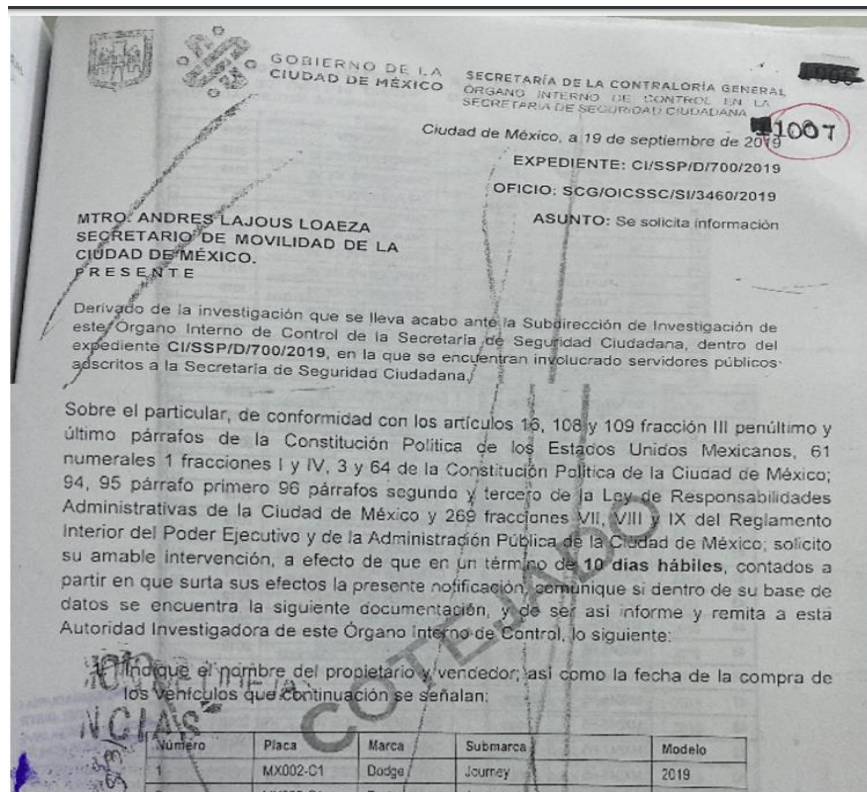 GOBIERNO DE LA
CIUDAD DE MÉXICO
SECRETARÍA DE LA CONTRALORÍA GENERAL
ÓRGANO INTERNO DE CONTROL EN LA
SECRETARÍA DE SEGURIDAD CIUDADANA
1007
Ciudad de México, a 19 de septiembre de 2019
EXPEDIENTE: CI/SSP/D/700/2019
OFICIO: SCG/OICSSC/SI/3460/2019
ASUNTO: Se solicita información
MTRO. ANDRES LAJOUS LOAEZA
SECRETARIO DE MOVILIDAD DE LA
CIUDAD DE MÉXICO.
PRESENTE
Derivado de la investigación que se lleva acabo ante la Subdirección de Investigación de
este Órgano Interno de Control de la Secretaría de Seguridad Ciudadana, dentro del
expediente CI/SSP/D/700/2019, en la que se encuentran involucrado servidores públicos
adscritos a la Secretaría de Seguridad Ciudadana,
Sobre el particular, de conformidad con los artículos 16, 108 y 109 fracción III penúltimo y
último párrafos de la Constitución Política de los Estados Unidos Mexicanos, 61
numerales 1 fracciones I y IV, 3 y 64 de la Constitución Política de la Ciudad de México;
94, 95 párrafo primero 96 párrafos segundo y tercero de la Ley de Responsabilidades
Administrativas de la Ciudad de México y 269 fracciones VII, VIII y IX del Reglamento
Interior del Poder Ejecutivo y de la Administración Pública de la Ciudad de México; solicito
su amable intervención, a efecto de que en un término de 10 días hábiles, contados a
partir en que surta sus efectos la presente notificación, comunique si dentro de su base de
datos se encuentra la siguiente documentación, y de ser así informe y remita a esta
Autoridad Investigadora de este Órgano Interno de Control, lo siguiente:
Indique el nombre del propietario y vendedor; así como la fecha de la compra de
los vehículos que continuación se señalan:
COTEJADO
Número Placa Marca Submarca Modelo
1 MX002-C1 Dodge Journey 2019